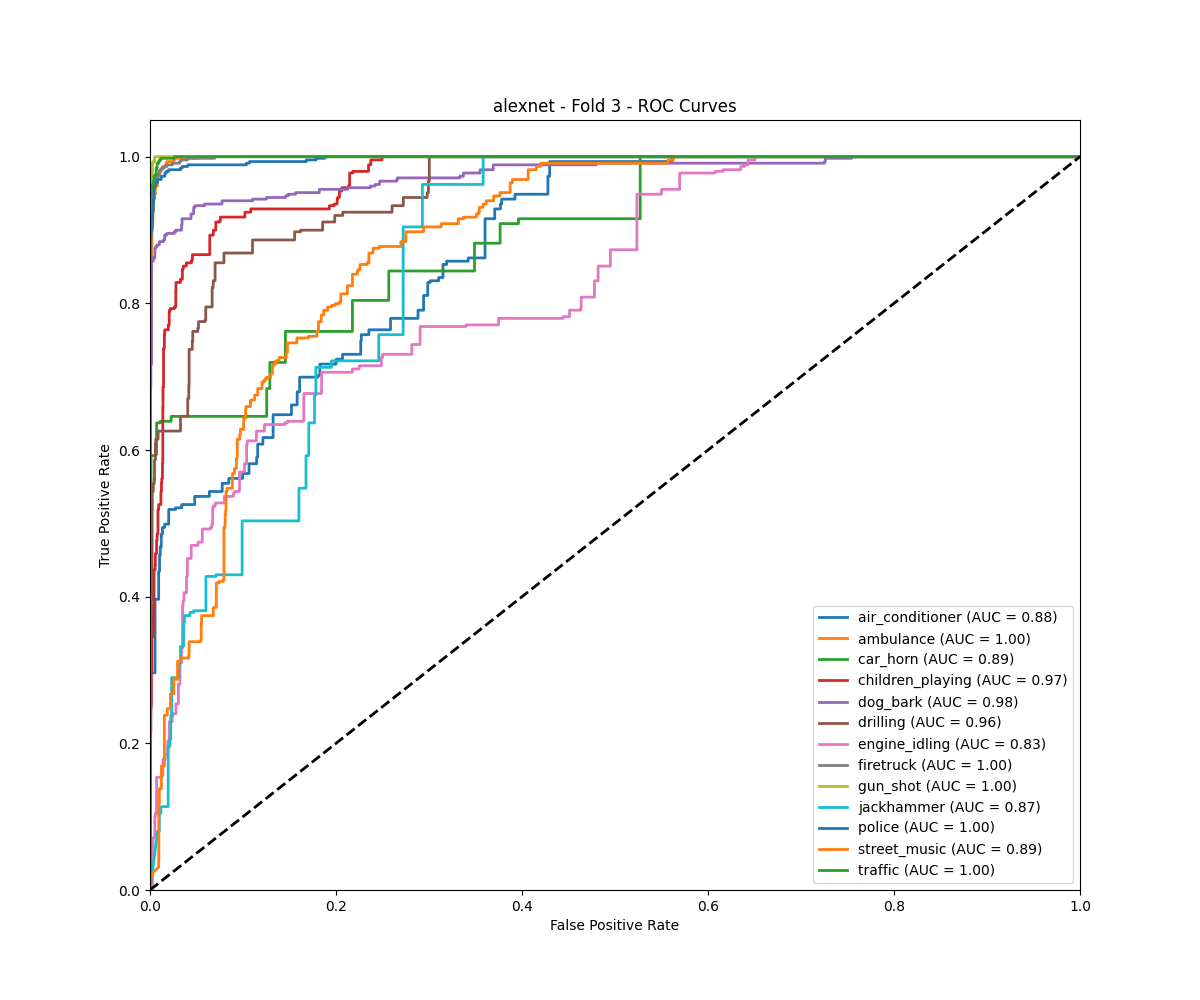 alexnet - Fold 3 - ROC Curves
True Positive Rate
1.0
0.8
0.6
0.4
0.2
0.0
0.0 0.2 0.4 0.6 0.8 1.0
False Positive Rate
air_conditioner (AUC = 0.88)
ambulance (AUC = 1.00)
car_horn (AUC = 0.89)
children_playing (AUC = 0.97)
dog_bark (AUC = 0.98)
drilling (AUC = 0.96)
engine_idling (AUC = 0.83)
firetruck (AUC = 1.00)
gun_shot (AUC = 1.00)
jackhammer (AUC = 0.87)
police (AUC = 1.00)
street_music (AUC = 0.89)
traffic (AUC = 1.00)